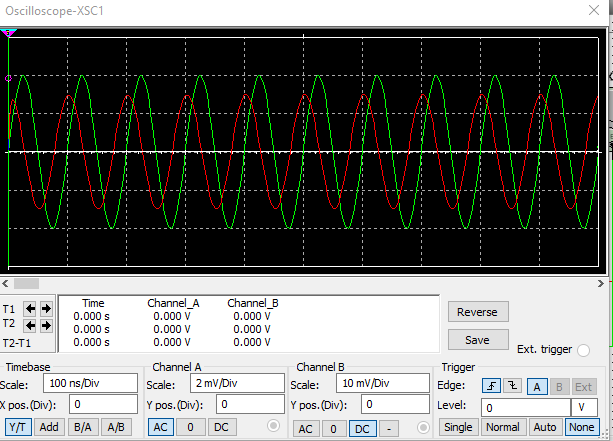 Oscilloscope-XSC1
T1
T2
T2-T1
Time Channel_A Channel_B
0.000 s 0.000 V 0.000 V
0.000 s 0.000 V 0.000 V
0.000 s 0.000 V 0.000 V
Reverse
Save
Ext. trigger
Timebase
Scale: 100 ns/Div
X pos.(Div): 0
Y/T Add B/A A/B
Channel A
Scale: 2 mV/Div
Y pos.(Div): 0
AC 0 DC
Channel B
Scale: 10 mV/Div
Y pos.(Div): 0
AC 0 DC -
Trigger
Edge: A B Ext
Level: 0 V
Single Normal Auto None